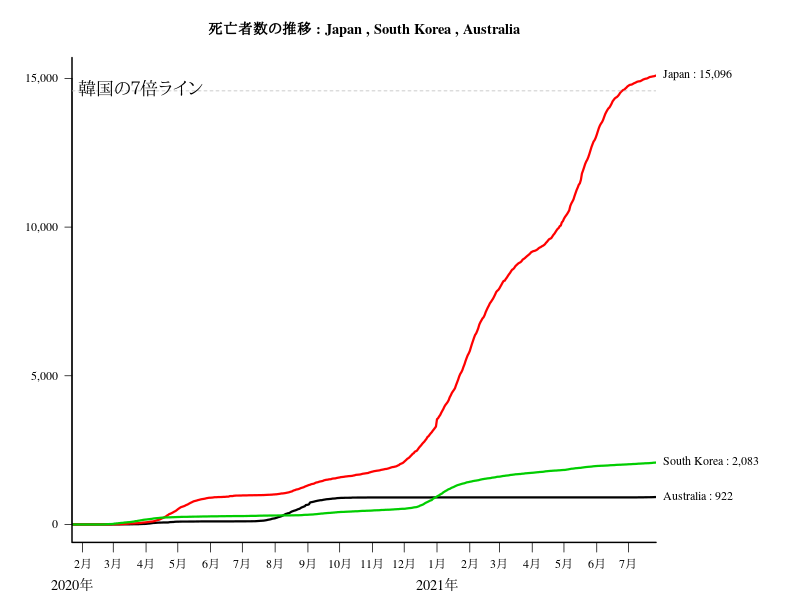 死亡者数の推移 : Japan , South Korea , Australia
15,000
韓国の7倍ライン
Japan : 15,096
10,000
5,000
South Korea : 2,083
Australia : 922
0
2月 3月 4月 5月 6月 7月 8月 9月 10月 11月 12月 1月 2月 3月 4月 5月 6月 7月
2020年 2021年